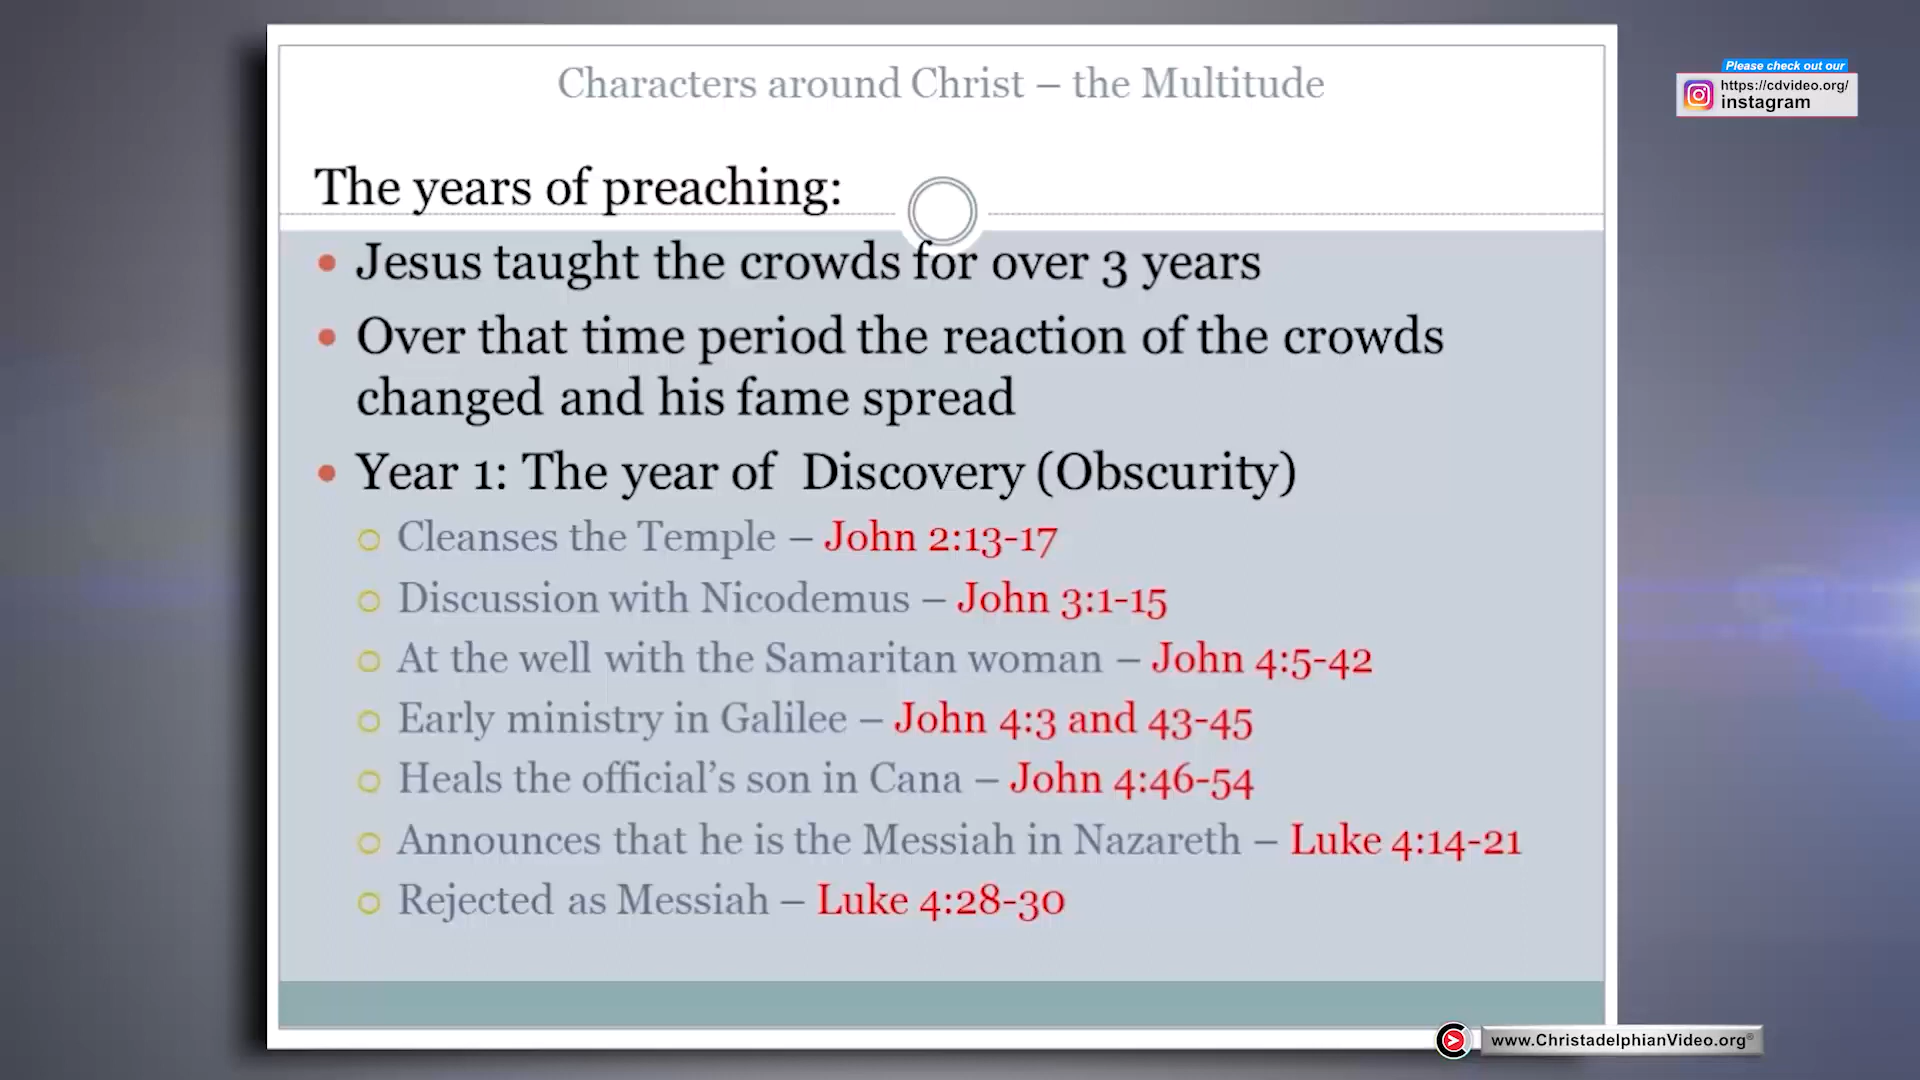 Characters around Christ – the Multitude
Please check out our
https://cdvideo.org/
instagram
The years of preaching:
• Jesus taught the crowds for over 3 years
• Over that time period the reaction of the crowds
changed and his fame spread
• Year 1: The year of  Discovery (Obscurity)
○ Cleanses the Temple – John 2:13-17
○ Discussion with Nicodemus – John 3:1-15
○ At the well with the Samaritan woman – John 4:5-42
○ Early ministry in Galilee – John 4:3 and 43-45
○ Heals the official’s son in Cana – John 4:46-54
○ Announces that he is the Messiah in Nazareth – Luke 4:14-21
○ Rejected as Messiah – Luke 4:28-30
www.ChristadelphianVideo.org®